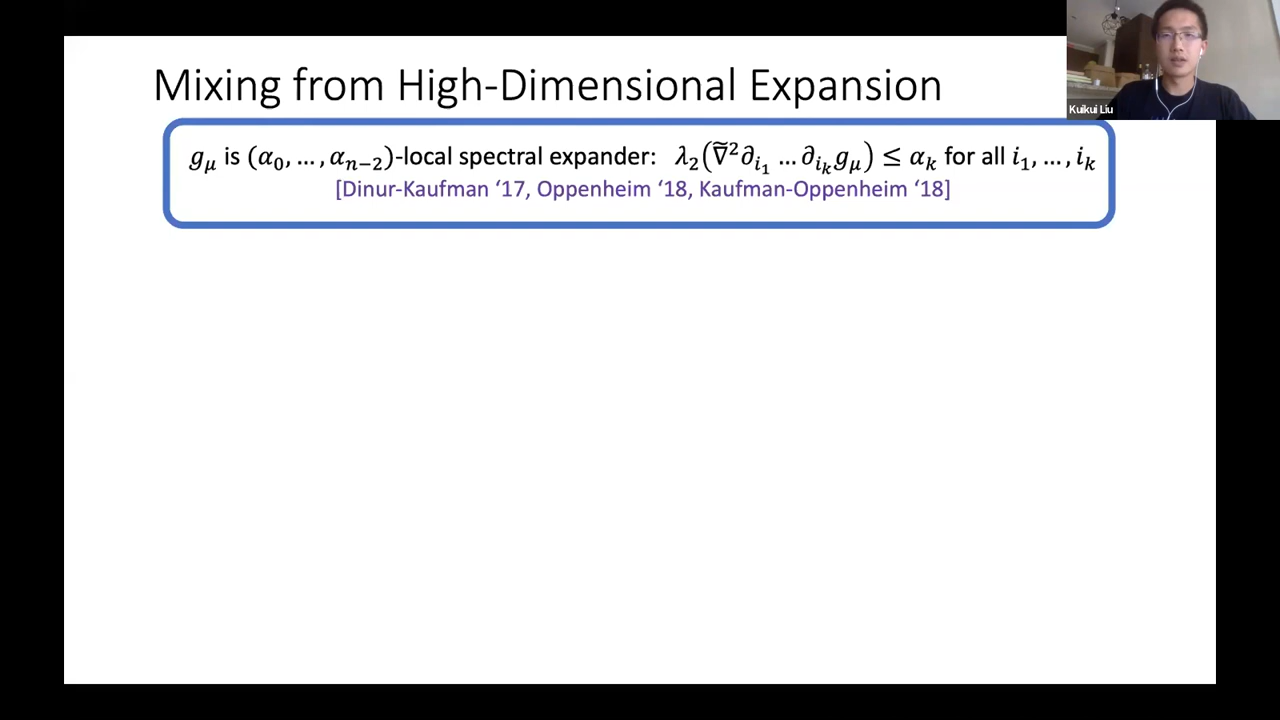 Mixing from High-Dimensional Expansion
Kuikui Liu
g_μ is (α_0, …, α_{n−2})-local spectral expander: λ_2(∇̃²∂_{i_1} … ∂_{i_k} g_μ) ≤ α_k for all i_1, …, i_k
[Dinur-Kaufman ‘17, Oppenheim ‘18, Kaufman-Oppenheim ‘18]